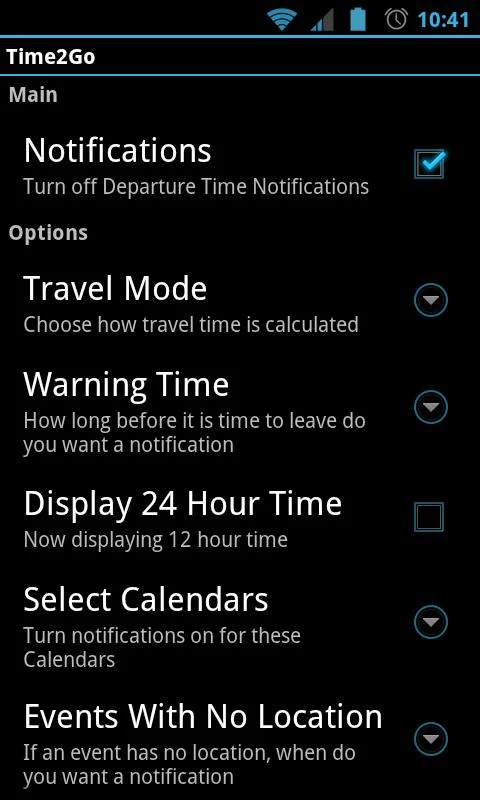 10:41
Time2Go
Main
Notifications
Turn off Departure Time Notifications
Options
Travel Mode
Choose how travel time is calculated
Warning Time
How long before it is time to leave do
you want a notification
Display 24 Hour Time
Now displaying 12 hour time
Select Calendars
Turn notifications on for these
Calendars
Events With No Location
If an event has no location, when do
you want a notification